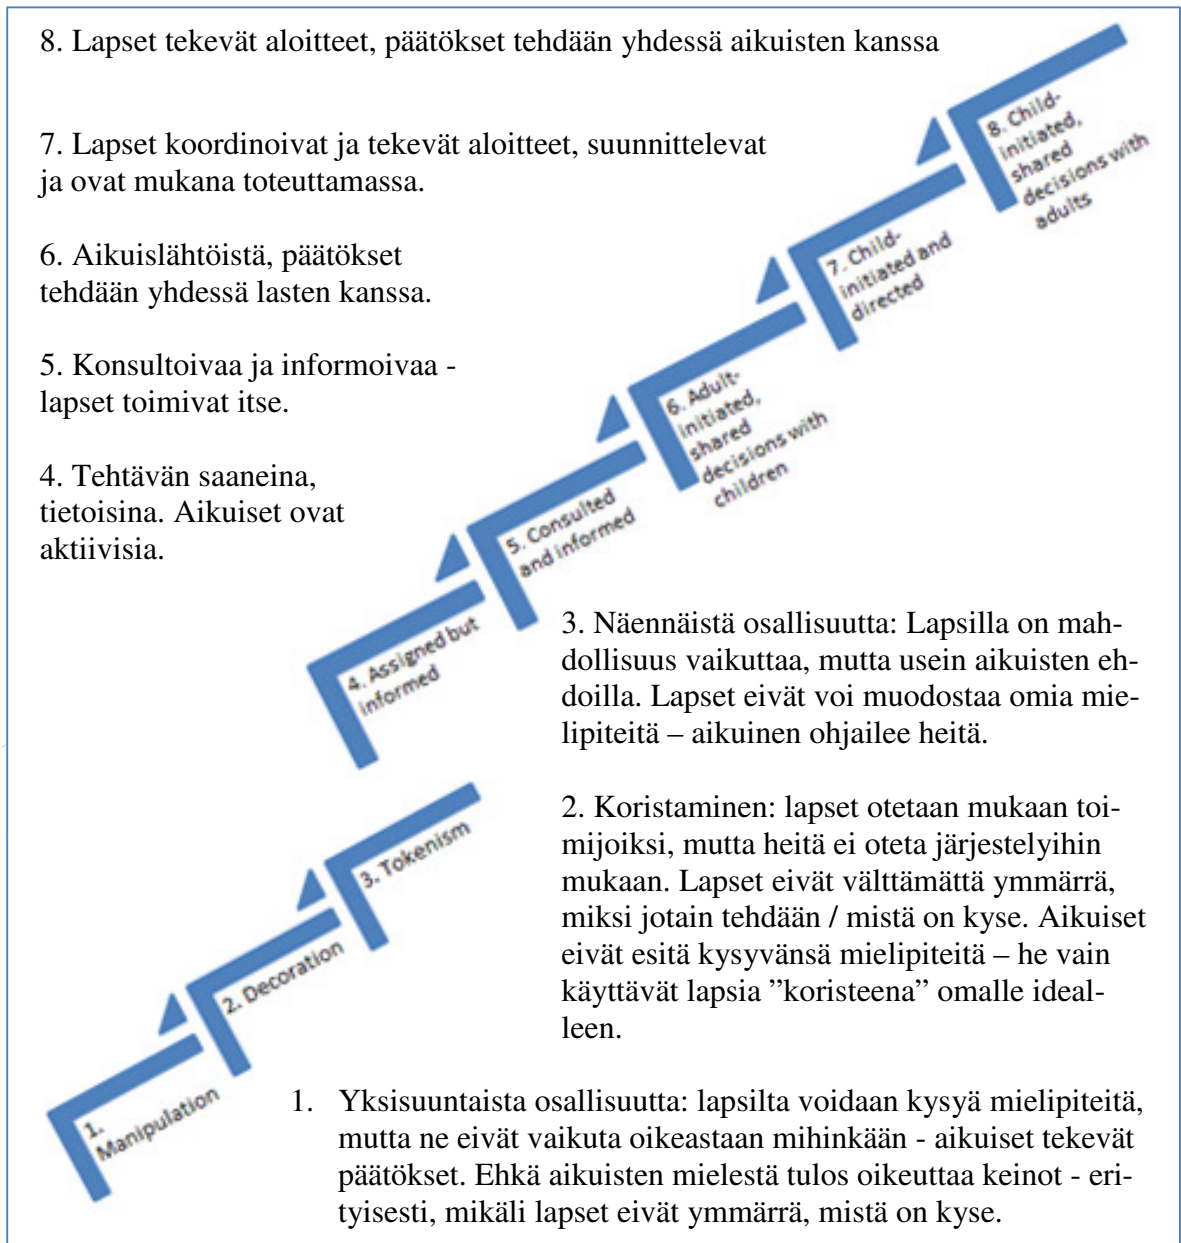 8. Lapset tekevät aloitteet, päätökset tehdään yhdessä aikuisten kanssa
7. Lapset koordinoivat ja tekevät aloitteet, suunnittelevat
ja ovat mukana toteuttamassa.
6. Aikuislähtöistä, päätökset
tehdään yhdessä lasten kanssa.
5. Konsultoivaa ja informoivaa -
lapset toimivat itse.
4. Tehtävän saaneina,
tietoisina. Aikuiset ovat
aktiivisia.
8. Child-
initiated,
shared
decisions with
adults
7. Child-
initiated and
directed
6. Adult-
initiated,
shared
decisions with
children
5. Consulted
and informed
4. Assigned but
informed
3. Tokenism
2. Decoration
1.
Manipulation
3. Näennäistä osallisuutta: Lapsilla on mah-
dollisuus vaikuttaa, mutta usein aikuisten eh-
doilla. Lapset eivät voi muodostaa omia mie-
lipiteitä – aikuinen ohjailee heitä.
2. Koristaminen: lapset otetaan mukaan toi-
mijoiksi, mutta heitä ei oteta järjestelyihin
mukaan. Lapset eivät välttämättä ymmärrä,
miksi jotain tehdään / mistä on kyse. Aikuiset
eivät esitä kysyvänsä mielipiteitä – he vain
käyttävät lapsia ”koristeena” omalle ideal-
leen.
1. Yksisuuntaista osallisuutta: lapsilta voidaan kysyä mielipiteitä,
mutta ne eivät vaikuta oikeastaan mihinkään - aikuiset tekevät
päätökset. Ehkä aikuisten mielestä tulos oikeuttaa keinot - eri-
tyisesti, mikäli lapset eivät ymmärrä, mistä on kyse.